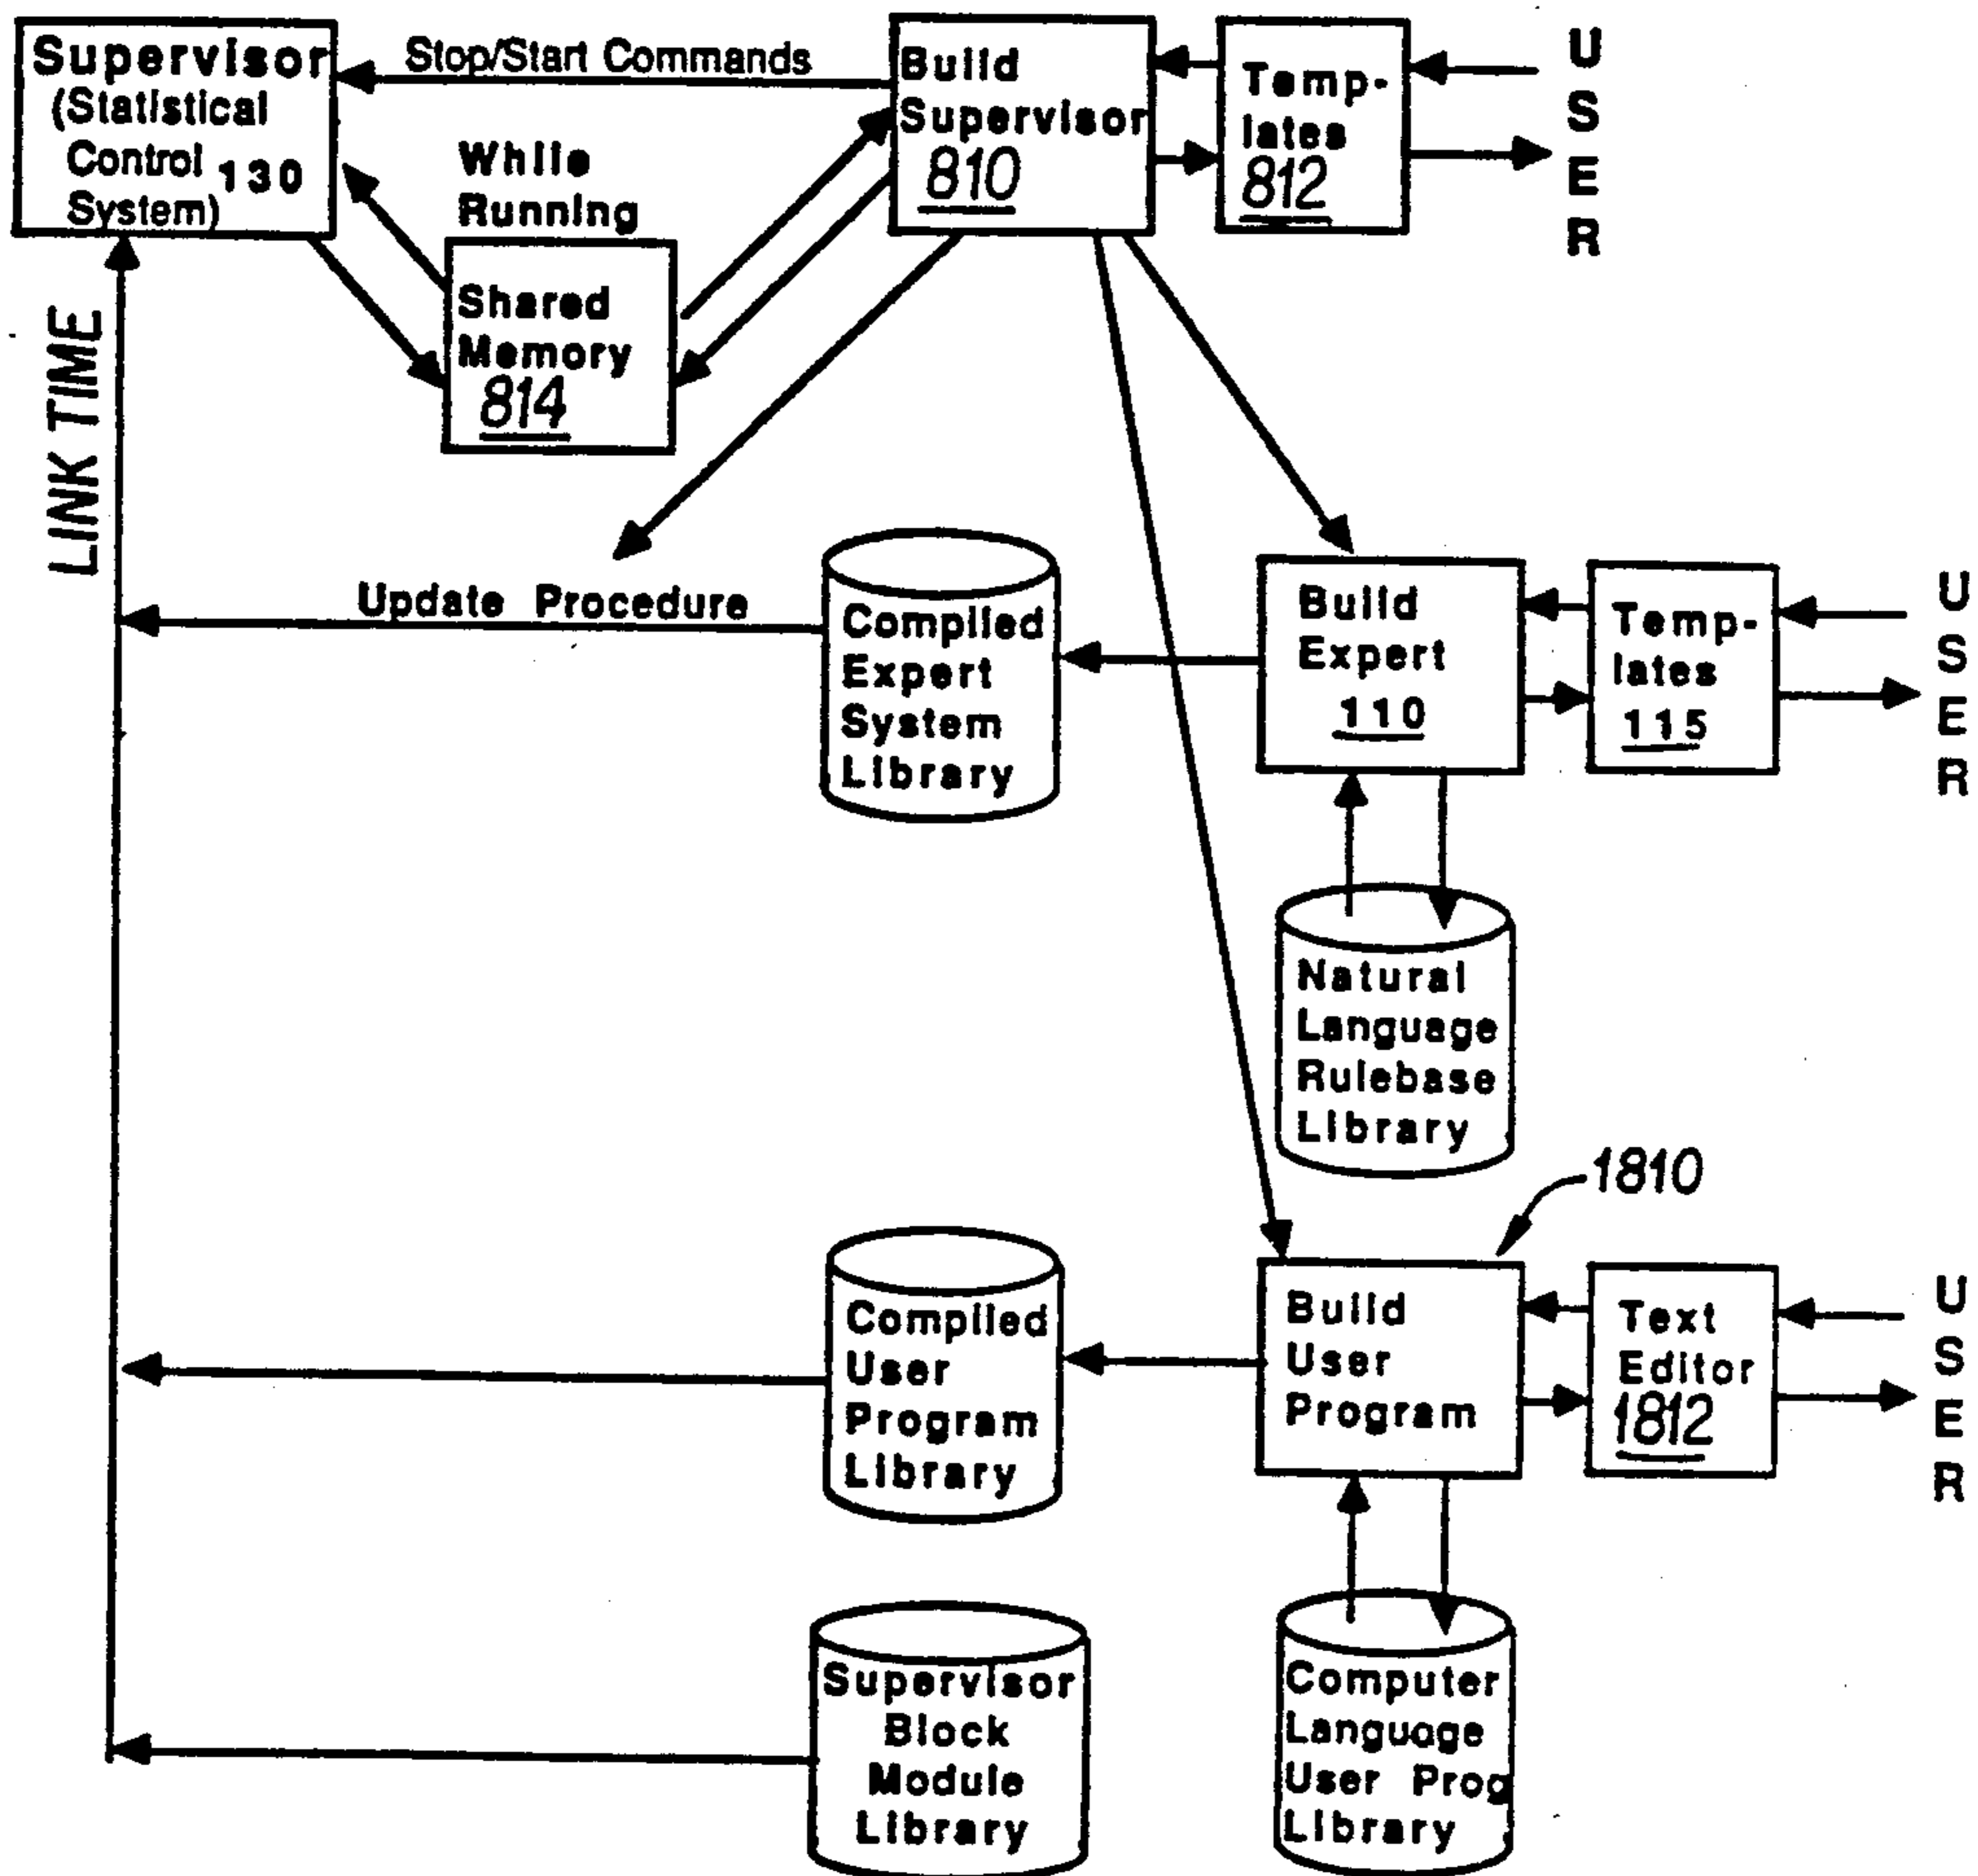 Supervisor
(Statistical
Control 130
System)
Stop/Start Commands
While
Running
Shared
Memory
814
Build
Supervisor
810
Temp-
lates
812
USER
LINK TIME
Update Procedure
Compiled
Expert
System
Library
Build
Expert
110
Temp-
lates
115
USER
Natural
Language
Rulebase
Library
1810
Compiled
User
Program
Library
Build
User
Program
Text
Editor
1812
USER
Supervisor
Block
Module
Library
Computer
Language
User Prog
Library